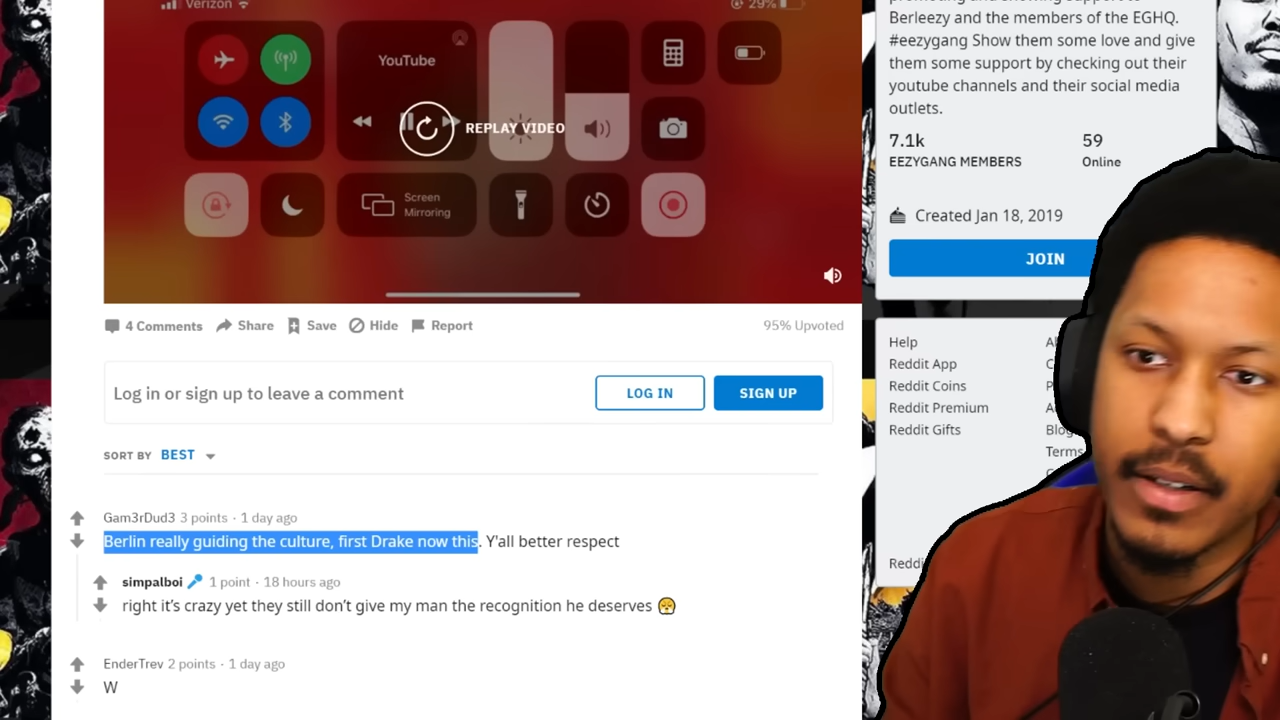 Verizon
29%
YouTube
REPLAY VIDEO
Screen
Mirroring
4 Comments Share Save Hide Report
95% Upvoted
Log in or sign up to leave a comment
LOG IN
SIGN UP
SORT BY BEST
Gam3rDud3 3 points · 1 day ago
Berlin really guiding the culture, first Drake now this. Y'all better respect
simpalboi 1 point · 18 hours ago
right it's crazy yet they still don't give my man the recognition he deserves
EnderTrev 2 points · 1 day ago
W
Berleezy and the members of the EGHQ.
#eezygang Show them some love and give
them some support by checking out their
youtube channels and their social media
outlets.
7.1k
59
EEZYGANG MEMBERS
Online
Created Jan 18, 2019
JOIN
Help
Reddit App
Reddit Coins
Reddit Premium
Reddit Gifts
Blog
Terms